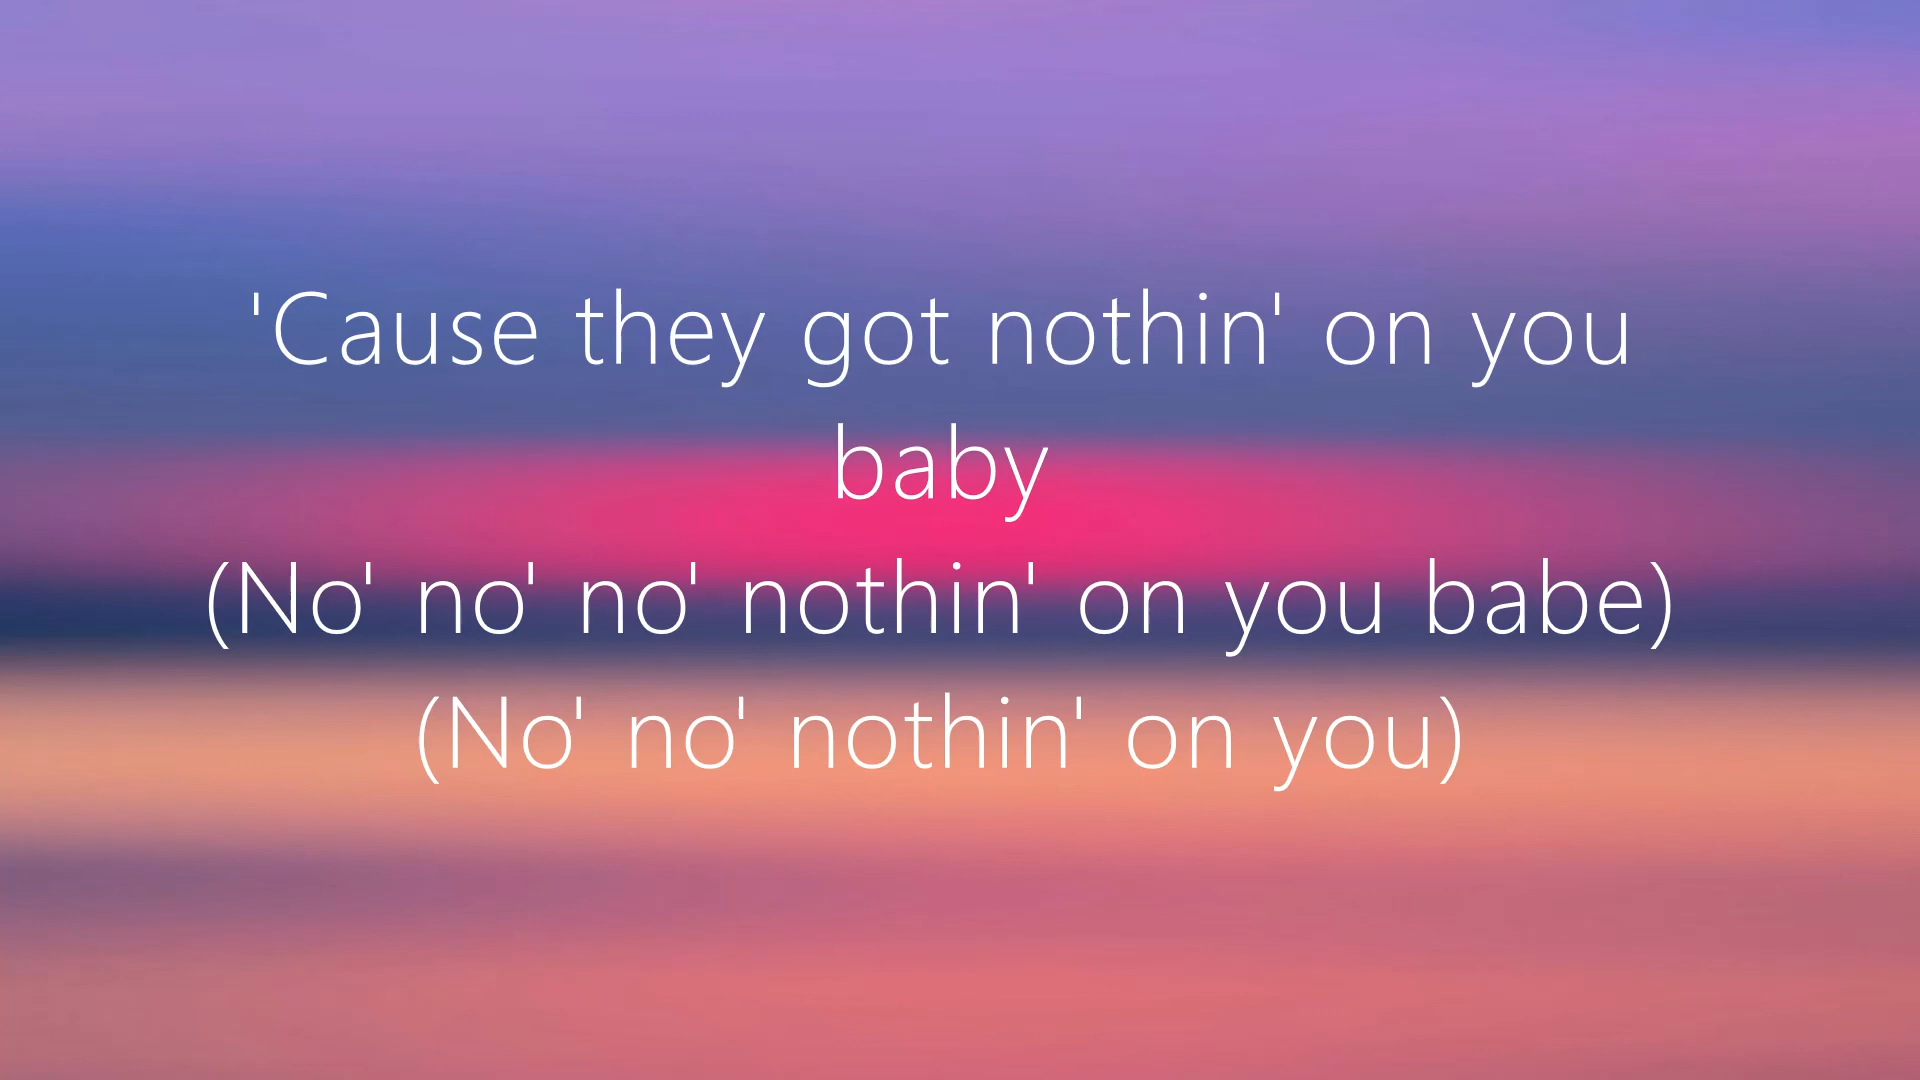 'Cause they got nothin' on you
baby
(No' no' no' nothin' on you babe)
(No' no' nothin' on you)